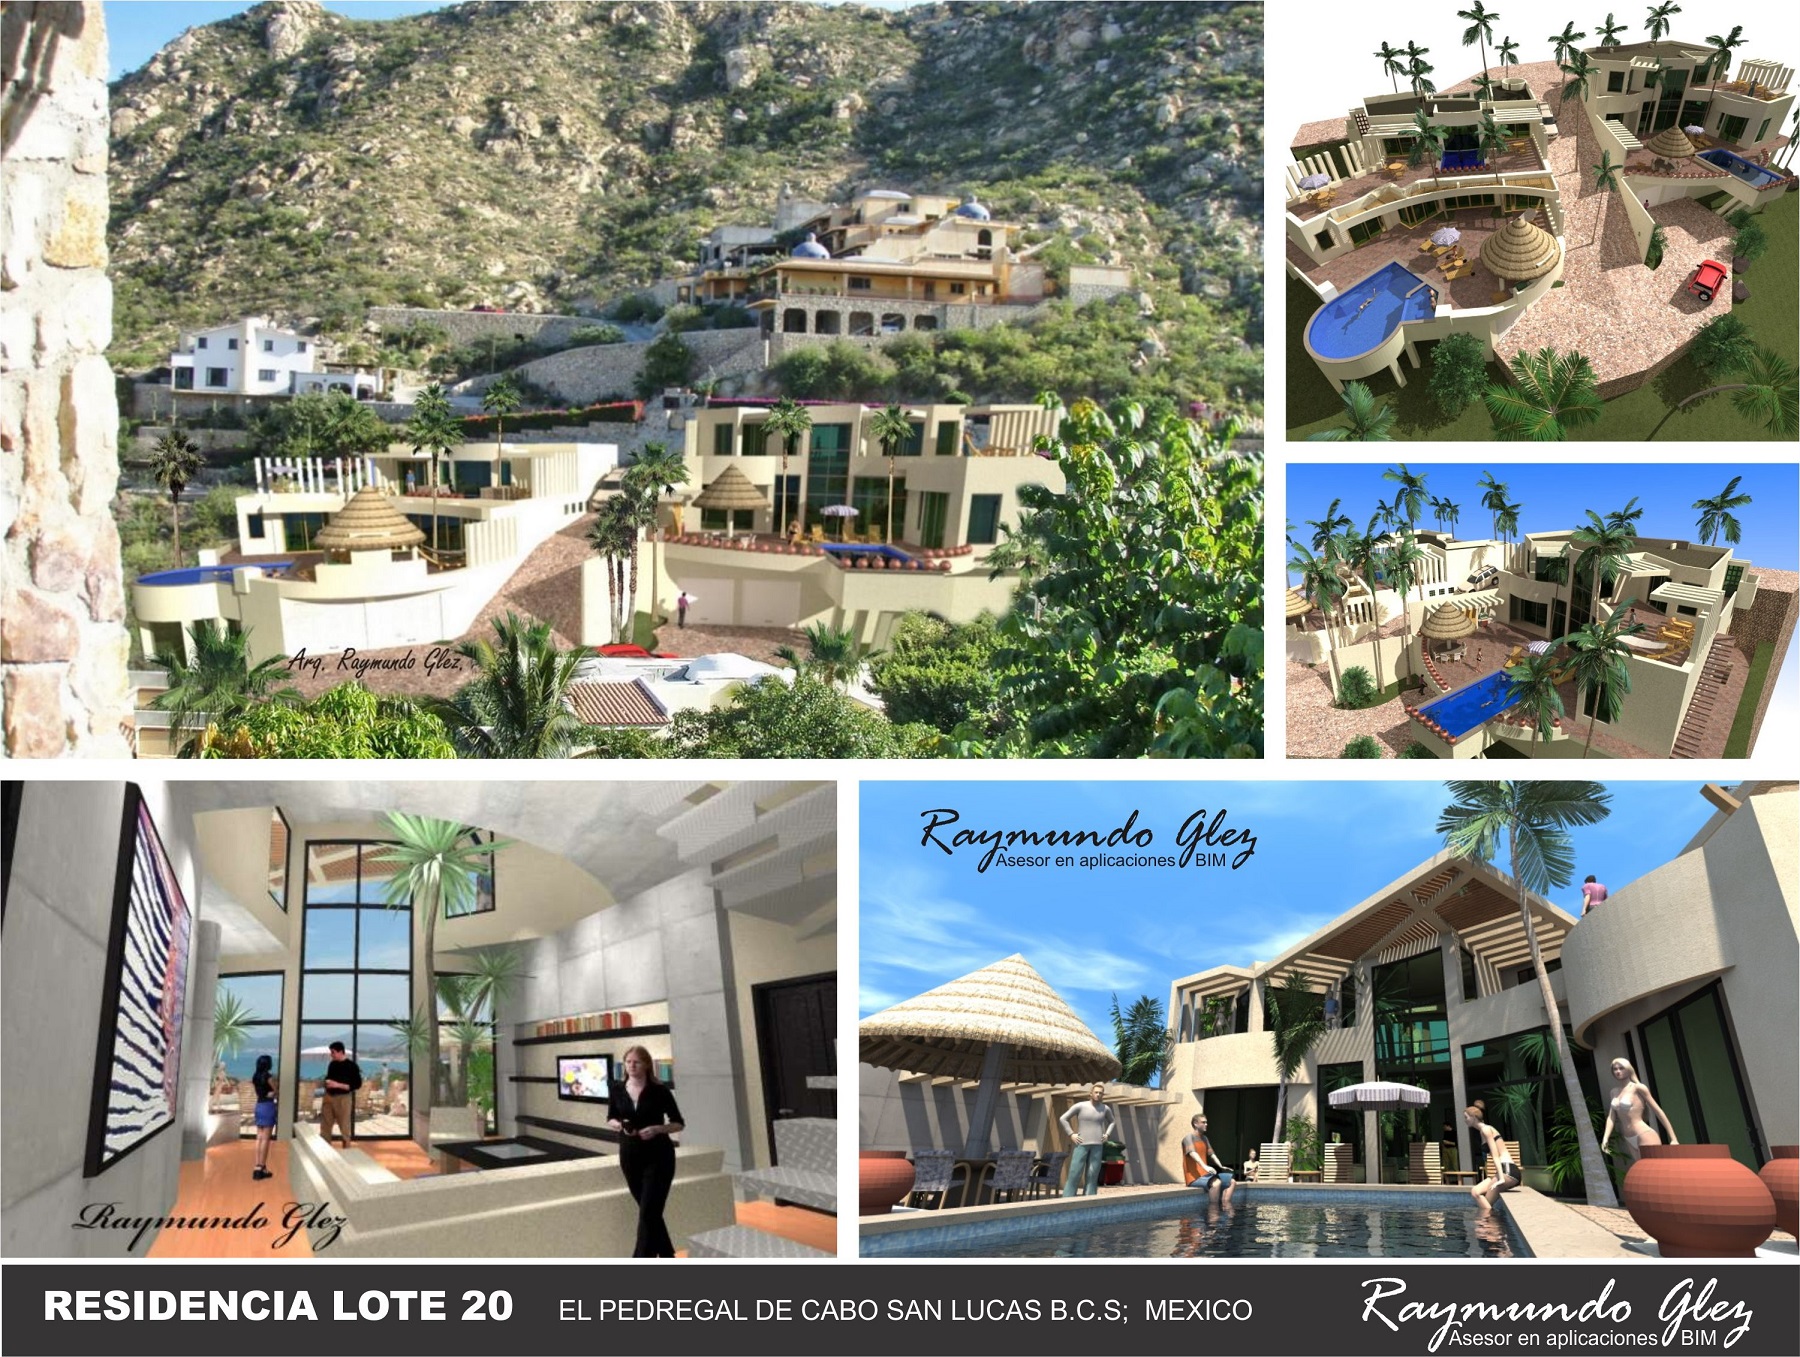 Arq. Raymundo Glez.
Raymundo Glez
Raymundo Glez
Asesor en aplicaciones BIM
RESIDENCIA LOTE 20
EL PEDREGAL DE CABO SAN LUCAS B.C.S; MEXICO
Raymundo Glez
Asesor en aplicaciones BIM